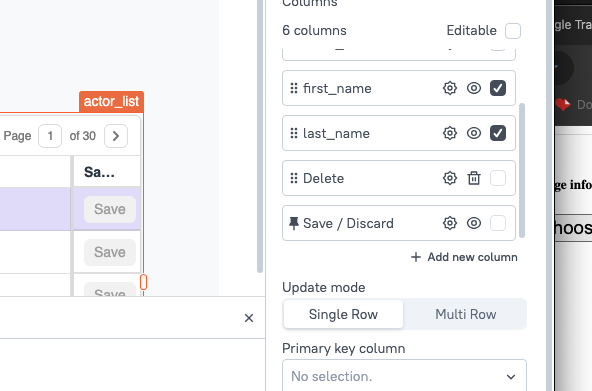 Columns
6 columns Editable
gle Tra
first_name
actor_list
Do
Page 1 of 30
last_name
Sa...
Delete
ge info
Save
Save / Discard
hoos
Save
Add new column
Save
Update mode
Single Row Multi Row
Primary key column
No selection.